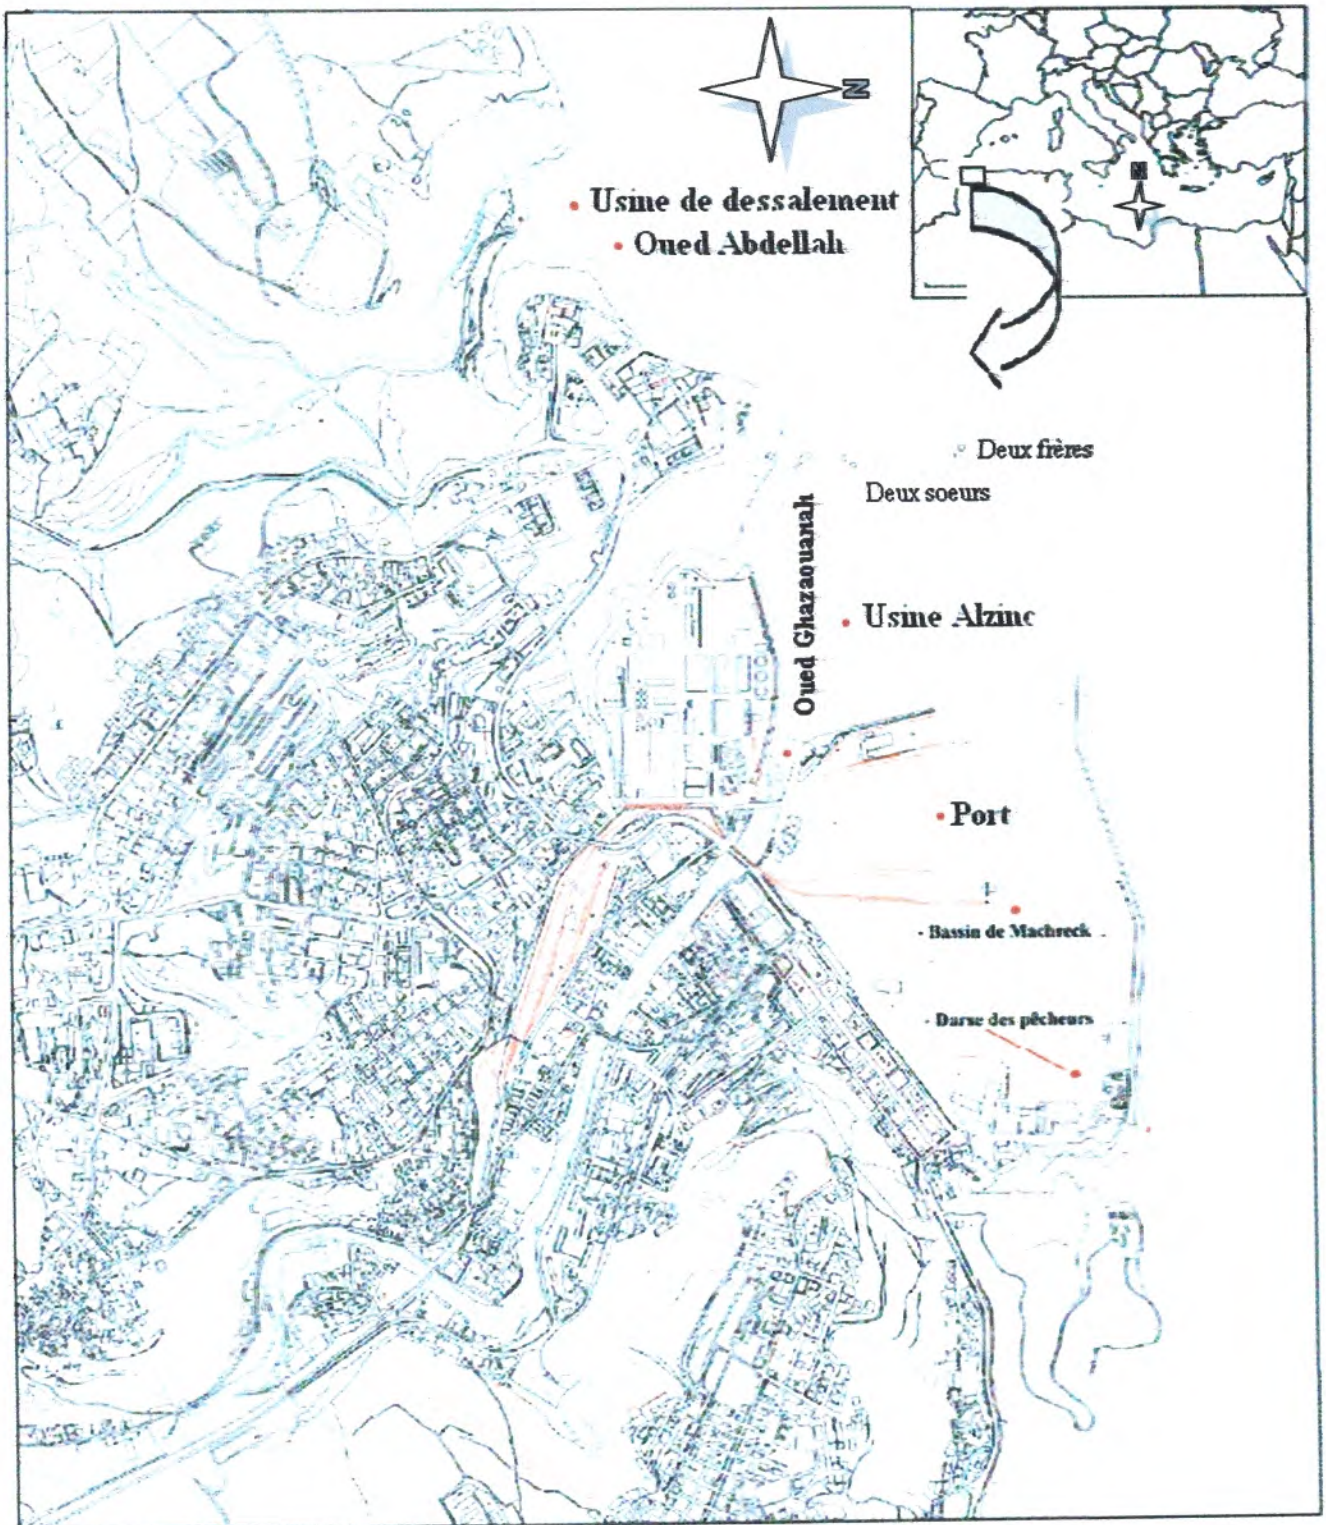 N
N
Usine de dessalement
Oued Abdellah
Deux frères
Deux soeurs
Oued Ghazaouanah
Usine Alzinc
Port
- Bassin de Machreck
- Darse des pêcheurs